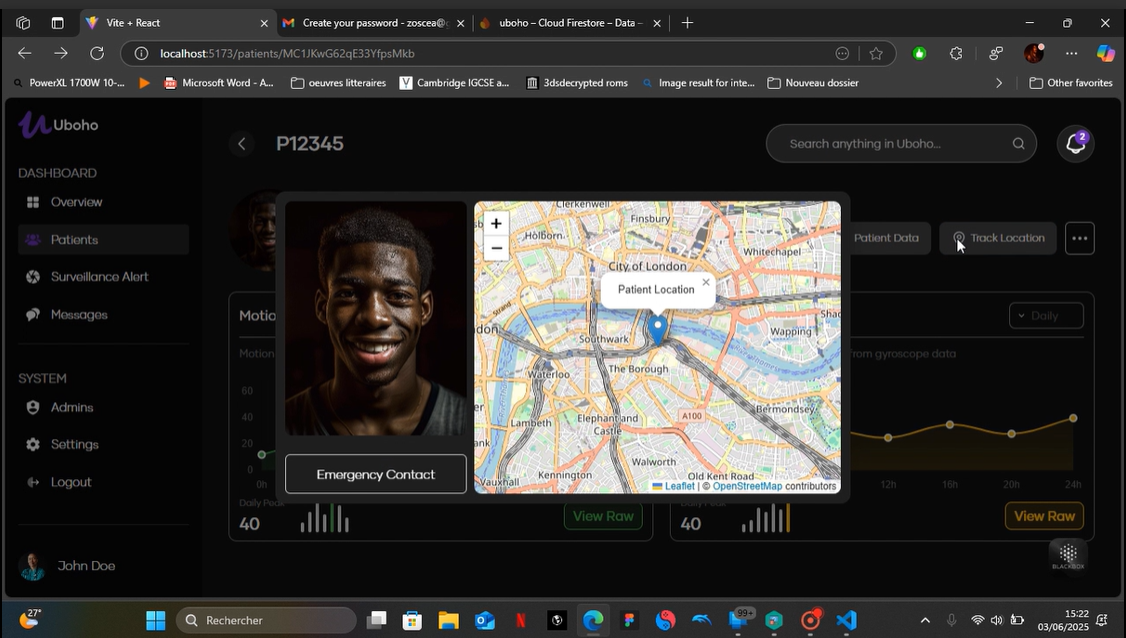 Vite + React
Create your password - zoscea@g
uboho – Cloud Firestore – Data –
localhost:5173/patients/MC1JKwG62qE33YfpsMkb
PowerXL 1700W 10-...
Microsoft Word - A...
oeuvres litteraires
Cambridge IGCSE a...
3dsdecrypted roms
Image result for inte...
Nouveau dossier
Other favorites
Uboho
P12345
Search anything in Uboho...
2
DASHBOARD
Overview
Patients
Surveillance Alert
Messages
SYSTEM
Admins
Settings
Logout
John Doe
Patient Data
Track Location
Emergency Contact
+
−
Clerkenwell
Finsbury
Holborn
Whitechapel
City of London
Patient Location
×
Strand
Southwark
Wapping
Waterloo
The Borough
A100
Bermondsey
Lambeth
Elephant and
Castle
Walworth
Kennington
Old Kent Road
Vauxhall
Leaflet | © OpenStreetMap contributors
Motio
Daily
Motion
rom gyroscope data
60
40
20
0
0h
12h
16h
20h
24h
Daily Peak
40
View Raw
40
View Raw
BLACKBOX
27°
Rechercher
99+
15:22
03/06/2025